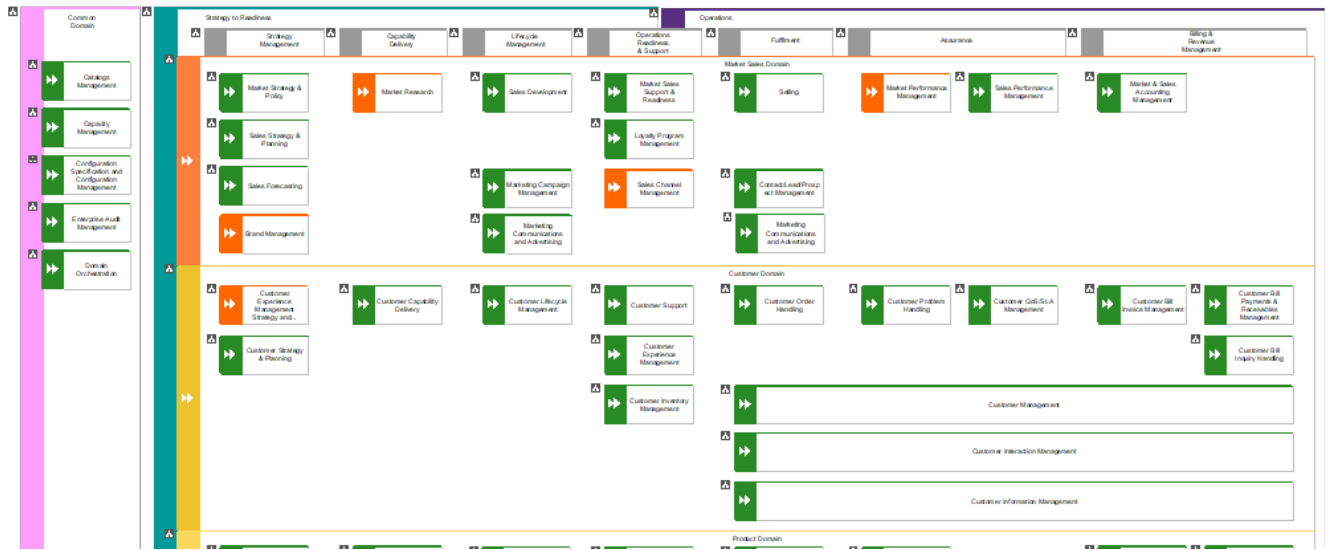 Common
Domain
Strategy to Readiness
Operations
Strategy
Management
Capability
Delivery
Lifecycle
Management
Operations
Readiness
& Support
Fulfilment
Assurance
Billing &
Revenue
Management
Catalogs
Management
Capacity
Management
Configuration
Specification and
Configuration
Management
Enterprise Audit
Management
Domain
Orchestration
Market Sales Domain
Market Strategy &
Policy
Market Research
Sales Development
Market Sales
Support &
Readiness
Selling
Market Performance
Management
Sales Performance
Management
Market & Sales
Accounting
Management
Sales Strategy &
Planning
Loyalty Program
Management
Sales Forecasting
Marketing Campaign
Management
Sales Channel
Management
Contact/Lead/Prosp
ect Management
Brand Management
Marketing
Communications
and Advertising
Marketing
Communications
and Advertising
Customer Domain
Customer
Experience
Management
Strategy and..
Customer Capability
Delivery
Customer Lifecycle
Management
Customer Support
Customer Order
Handling
Customer Problem
Handling
Customer QoS/SLA
Management
Customer Bill
Invoice Management
Customer Bill
Payments &
Receivables
Management
Customer Strategy
& Planning
Customer
Experience
Management
Customer Bill
Inquiry Handling
Customer Inventory
Management
Customer Management
Customer Interaction Management
Customer Information Management
Product Domain